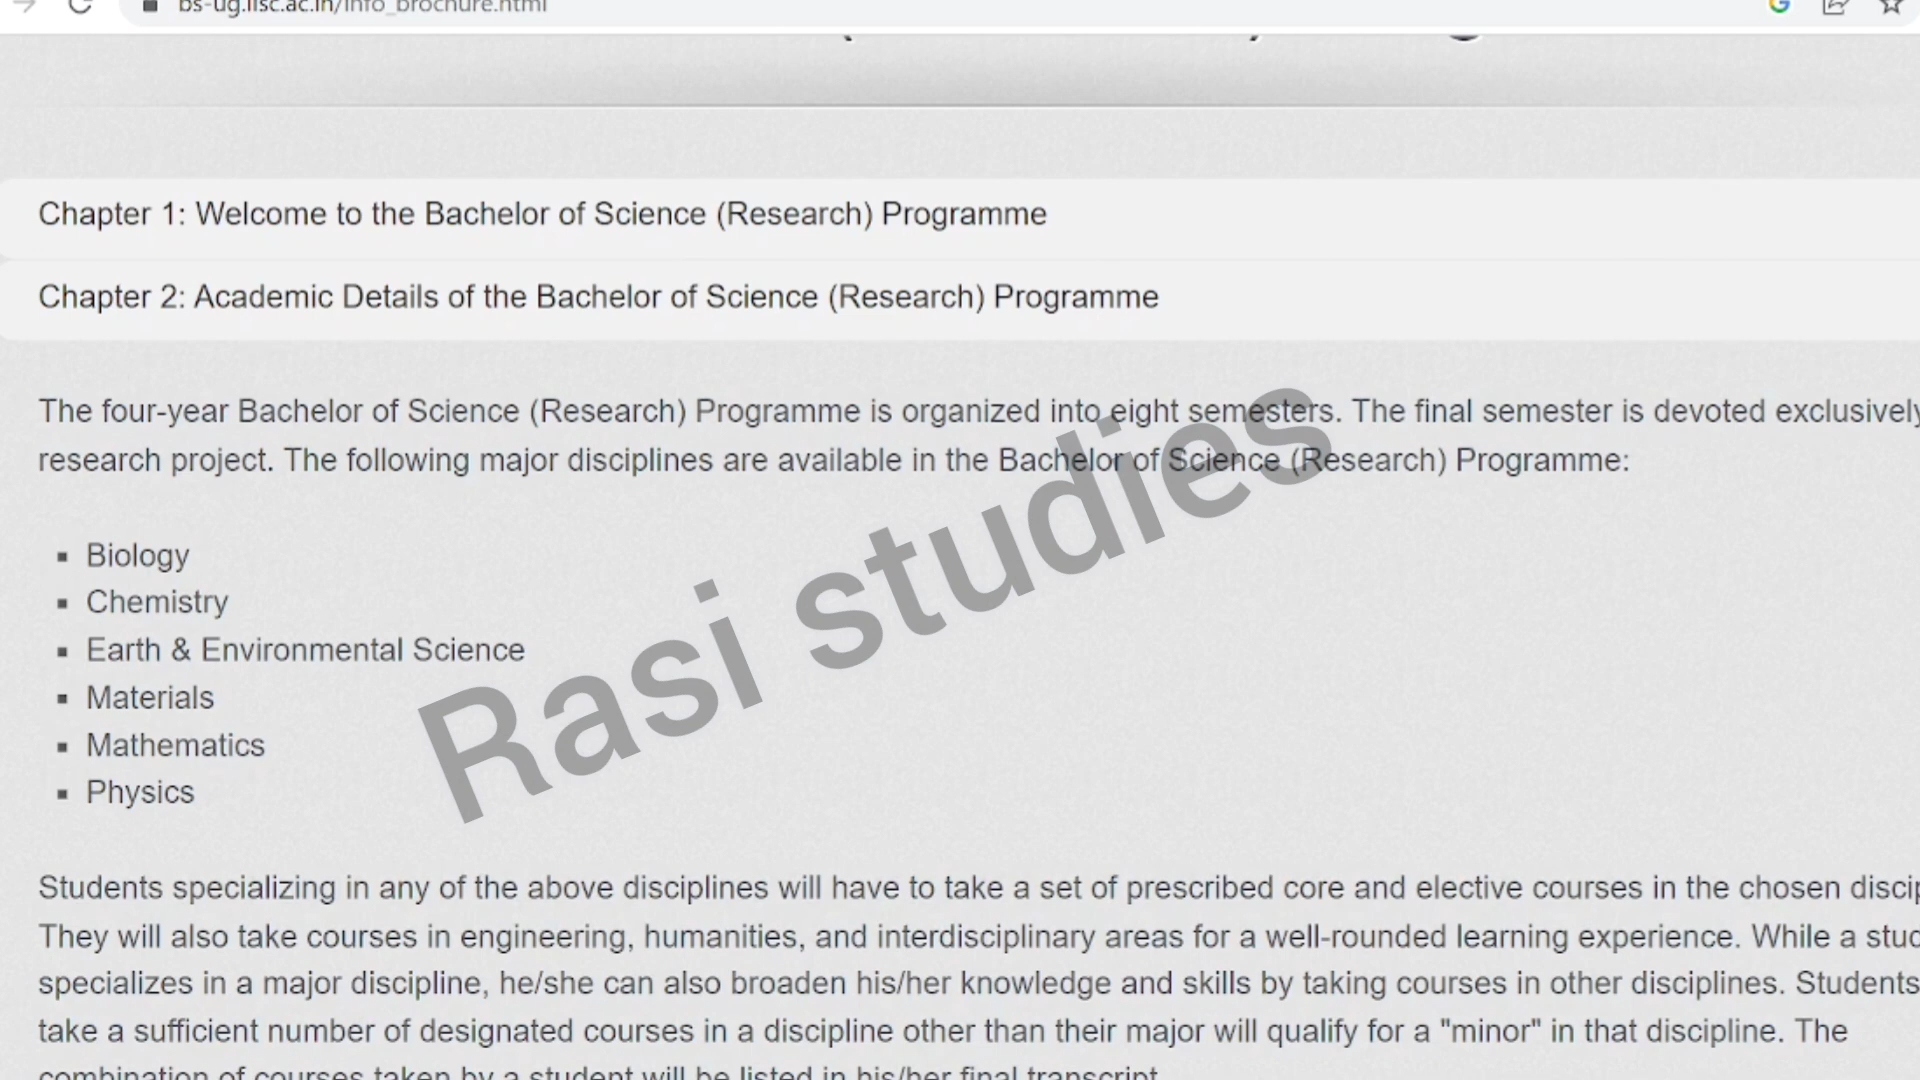 bs-ug.iisc.ac.in/info_brochure.html
Chapter 1: Welcome to the Bachelor of Science (Research) Programme
Chapter 2: Academic Details of the Bachelor of Science (Research) Programme
The four-year Bachelor of Science (Research) Programme is organized into eight semesters. The final semester is devoted exclusively
research project. The following major disciplines are available in the Bachelor of Science (Research) Programme:
Biology
Chemistry
Earth & Environmental Science
Materials
Mathematics
Physics
Rasi studies
Students specializing in any of the above disciplines will have to take a set of prescribed core and elective courses in the chosen
They will also take courses in engineering, humanities, and interdisciplinary areas for a well-rounded learning experience. While a
specializes in a major discipline, he/she can also broaden his/her knowledge and skills by taking courses in other disciplines. Students
take a sufficient number of designated courses in a discipline other than their major will qualify for a "minor" in that discipline. The
combination of courses taken by a student will be listed in his/her final transcript.